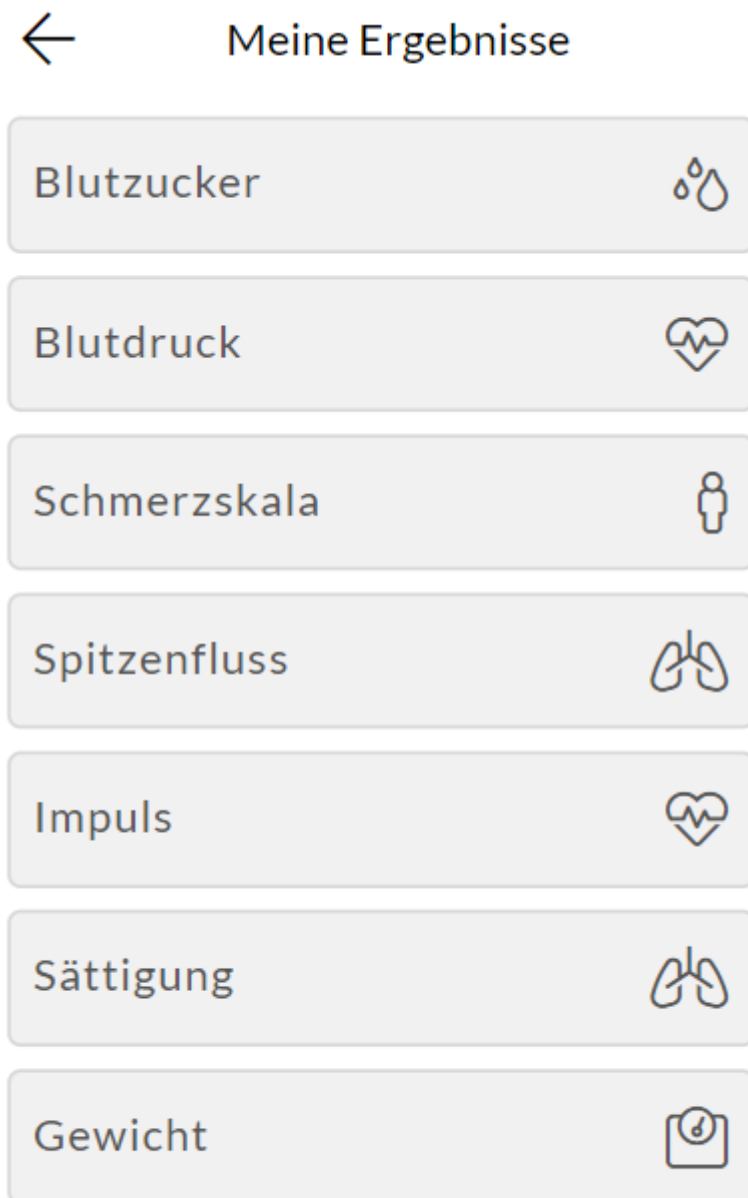 Meine Ergebnisse
Blutzucker
Blutdruck
Schmerzskala
Spitzenfluss
Impuls
Sättigung
Gewicht